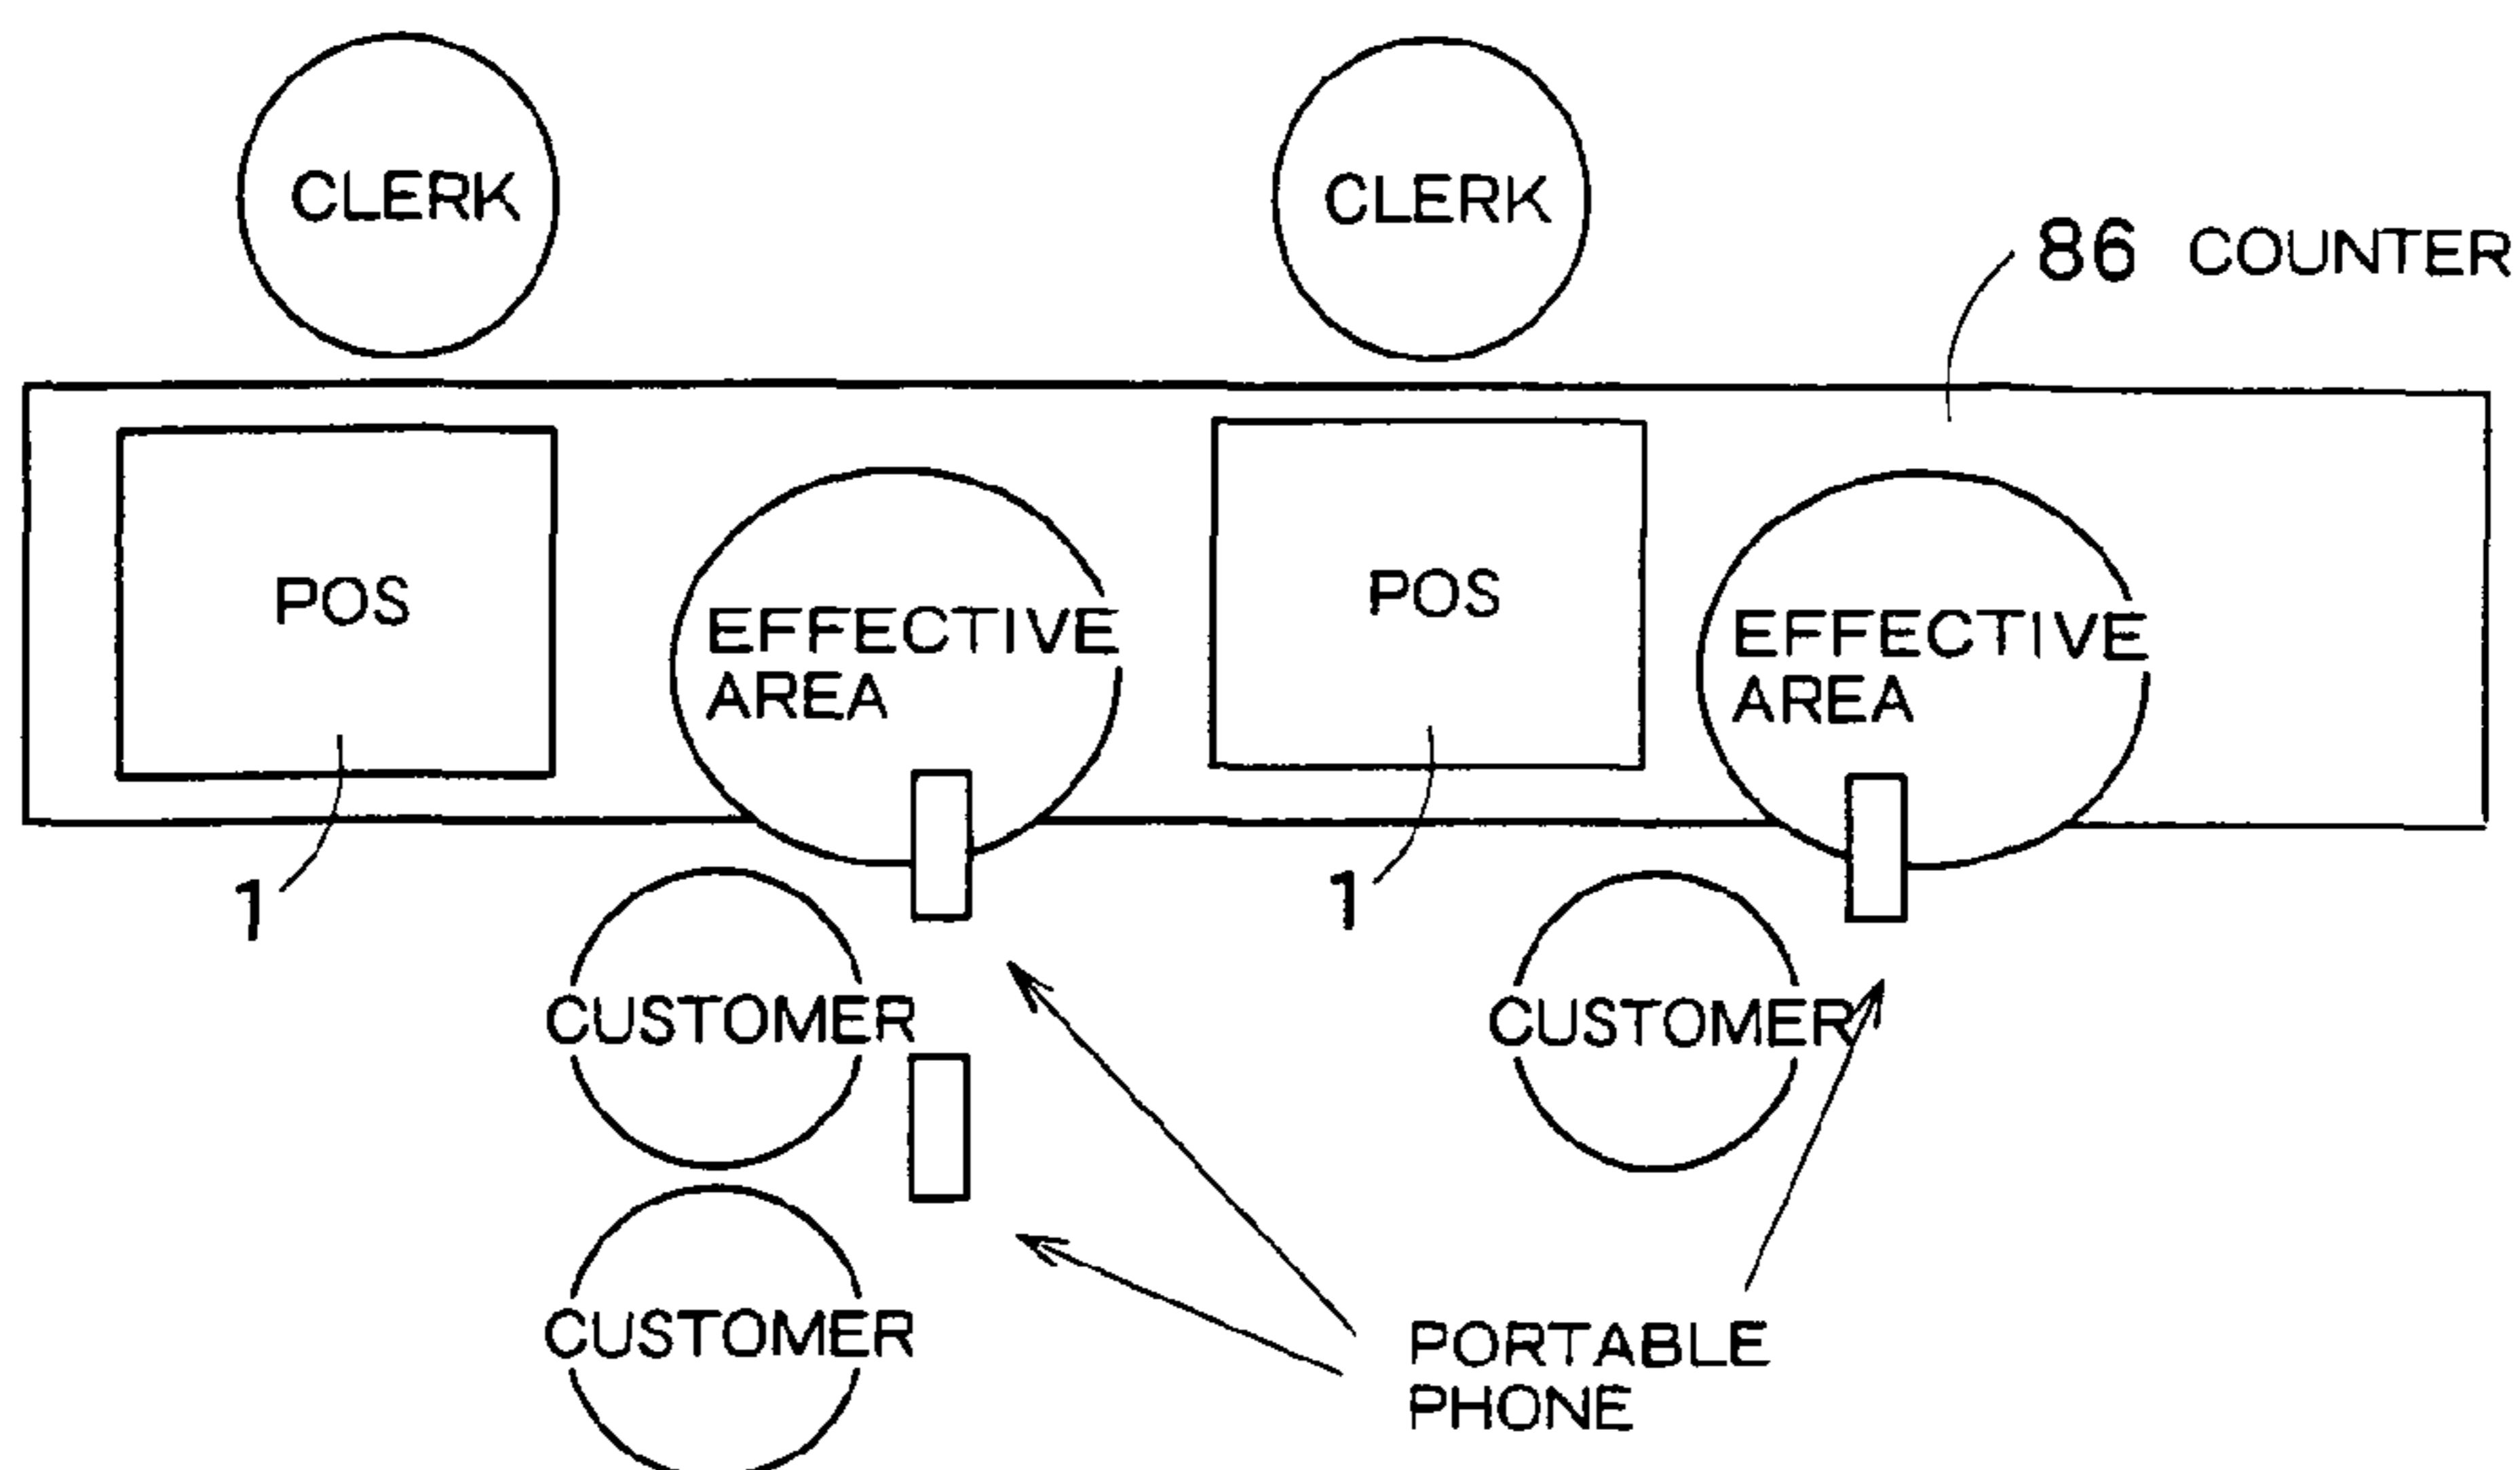 CLERK
CLERK
86 COUNTER
POS
EFFECTIVE
AREA
POS
EFFECTIVE
AREA
1
1
CUSTOMER
CUSTOMER
CUSTOMER
PORTABLE
PHONE